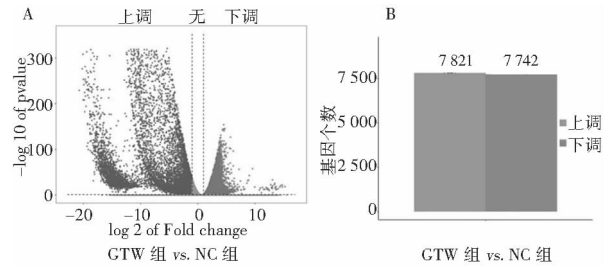 A
上调 无 下调
300
200
100
0
-log 10 of pvalue
-20 -10 0 10
log 2 of Fold change
GTW 组 vs. NC 组
B
7 821 7 742
7 500
5 000
2 500
0
基因个数
上调
下调
GTW 组 vs. NC 组